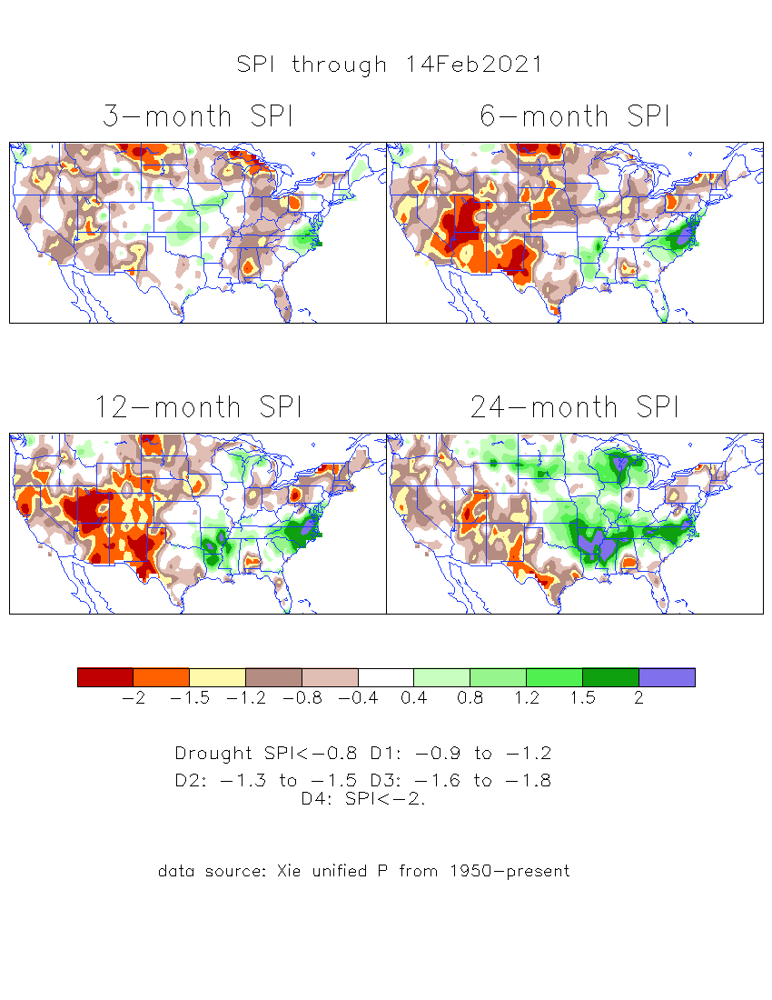 SPI through 14Feb2021
3-month SPI
6-month SPI
12-month SPI
24-month SPI
-2 -1.5 -1.2 -0.8 -0.4 0.4 0.8 1.2 1.5 2
Drought SPI<-0.8 D1: -0.9 to -1.2
D2: -1.3 to -1.5 D3: -1.6 to -1.8
D4: SPI<-2.
data source: Xie unified P from 1950-present